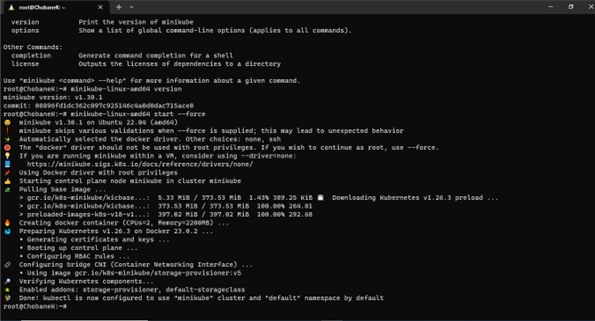 root@ChobaneK: ~
version Print the version of minikube
options Show a list of global command-line options (applies to all commands).
Other Commands:
completion Generate command completion for a shell
license Outputs the licenses of dependencies to a directory
Use "minikube <command> --help" for more information about a given command.
root@ChobaneK:~# minikube-linux-amd64 version
minikube version: v1.30.1
commit: 08896fd1dc362c097c925146c4a0d0dac715ace0
root@ChobaneK:~# minikube-linux-amd64 start --force
😄 minikube v1.30.1 on Ubuntu 22.04 (amd64)
❗ minikube skips various validations when --force is supplied; this may lead to unexpected behavior
✨ Automatically selected the docker driver. Other choices: none, ssh
🛑 The "docker" driver should not be used with root privileges. If you wish to continue as root, use --force.
💡 If you are running minikube within a VM, consider using --driver=none:
📘 https://minikube.sigs.k8s.io/docs/reference/drivers/none/
📌 Using Docker driver with root privileges
👍 Starting control plane node minikube in cluster minikube
🚜 Pulling base image ...
> gcr.io/k8s-minikube/kicbase...: 5.33 MiB / 373.53 MiB 1.43% 389.25 KiB 💾 Downloading Kubernetes v1.26.3 preload ...
> gcr.io/k8s-minikube/kicbase...: 373.53 MiB / 373.53 MiB 100.00% 264.81
> preloaded-images-k8s-v18-v1...: 397.02 MiB / 397.02 MiB 100.00% 292.68
🔥 Creating docker container (CPUs=2, Memory=2200MB) ...
🐳 Preparing Kubernetes v1.26.3 on Docker 23.0.2 ...
▪ Generating certificates and keys ...
▪ Booting up control plane ...
▪ Configuring RBAC rules ...
🔗 Configuring bridge CNI (Container Networking Interface) ...
▪ Using image gcr.io/k8s-minikube/storage-provisioner:v5
🔎 Verifying Kubernetes components...
🌟 Enabled addons: storage-provisioner, default-storageclass
🏄 Done! kubectl is now configured to use "minikube" cluster and "default" namespace by default
root@ChobaneK:~#